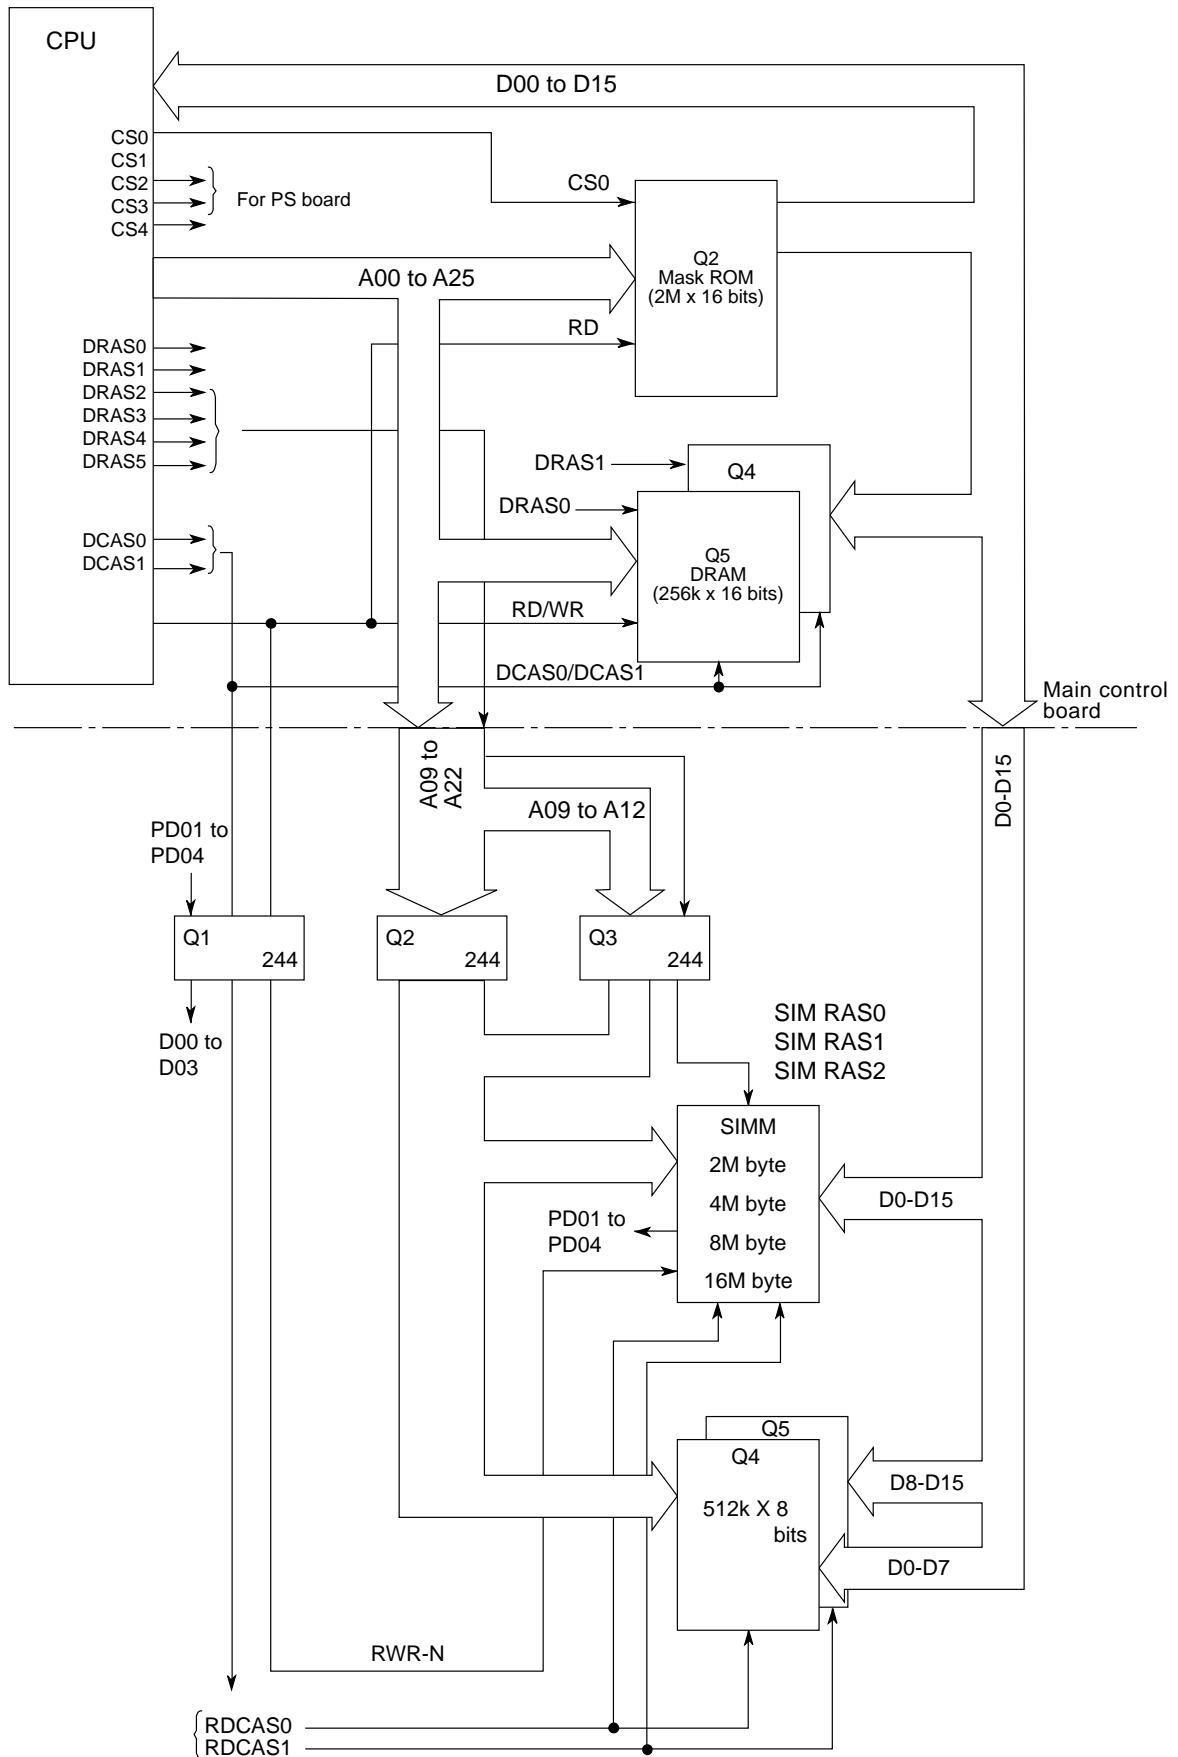 CPU
D00 to D15
CS0
CS1
CS2
CS3
CS4
For PS board
CS0
A00 to A25
Q2
Mask ROM
(2M x 16 bits)
RD
DRAS0
DRAS1
DRAS2
DRAS3
DRAS4
DRAS5
DRAS1
Q4
DRAS0
DCAS0
DCAS1
Q5
DRAM
(256k x 16 bits)
RD/WR
DCAS0/DCAS1
Main control
board
A09 to
A22
D0-D15
A09 to A12
PD01 to
PD04
Q1
244
Q2
244
Q3
244
D00 to
D03
SIM RAS0
SIM RAS1
SIM RAS2
SIMM
2M byte
4M byte
8M byte
16M byte
D0-D15
PD01 to
PD04
Q5
Q4
512k X 8
bits
D8-D15
D0-D7
RWR-N
RDCAS0
RDCAS1